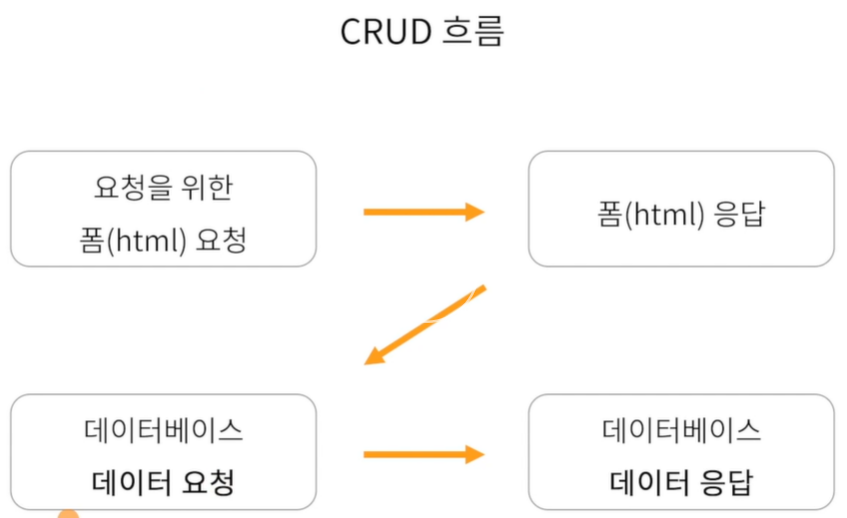 CRUD 흐름
요청을 위한
폼(html) 요청
폼(html) 응답
데이터베이스
데이터 요청
데이터베이스
데이터 응답